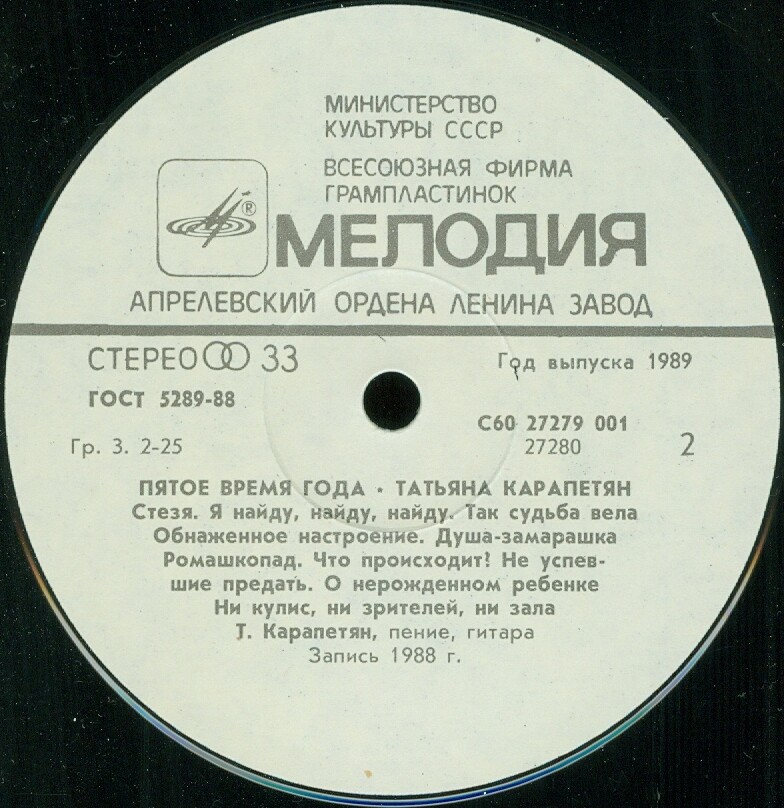 МИНИСТЕРСТВО
КУЛЬТУРЫ СССР
ВСЕСОЮЗНАЯ ФИРМА
ГРАМПЛАСТИНОК
®
МЕЛОДИЯ
АПРЕЛЕВСКИЙ ОРДЕНА ЛЕНИНА ЗАВОД
СТЕРЕО 33
Год выпуска 1989
ГОСТ 5289-88
С60 27279 001
Гр. 3. 2-25
27280
2
ПЯТОЕ ВРЕМЯ ГОДА · ТАТЬЯНА КАРАПЕТЯН
Стезя. Я найду, найду, найду. Так судьба вела
Обнаженное настроение. Душа-замарашка
Ромашкопад. Что происходит? Не успев-
шие предать. О нерожденном ребенке
Ни кулис, ни зрителей, ни зала
Т. Карапетян, пение, гитара
Запись 1988 г.